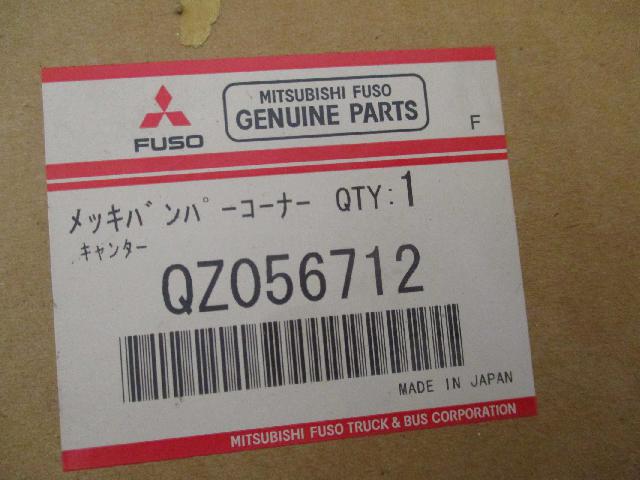 FUSO
MITSUBISHI FUSO
GENUINE PARTS
F
メッキバンパーコーナー QTY:1
キャンター
QZ056712
MADE IN JAPAN
MITSUBISHI FUSO TRUCK & BUS CORPORATION